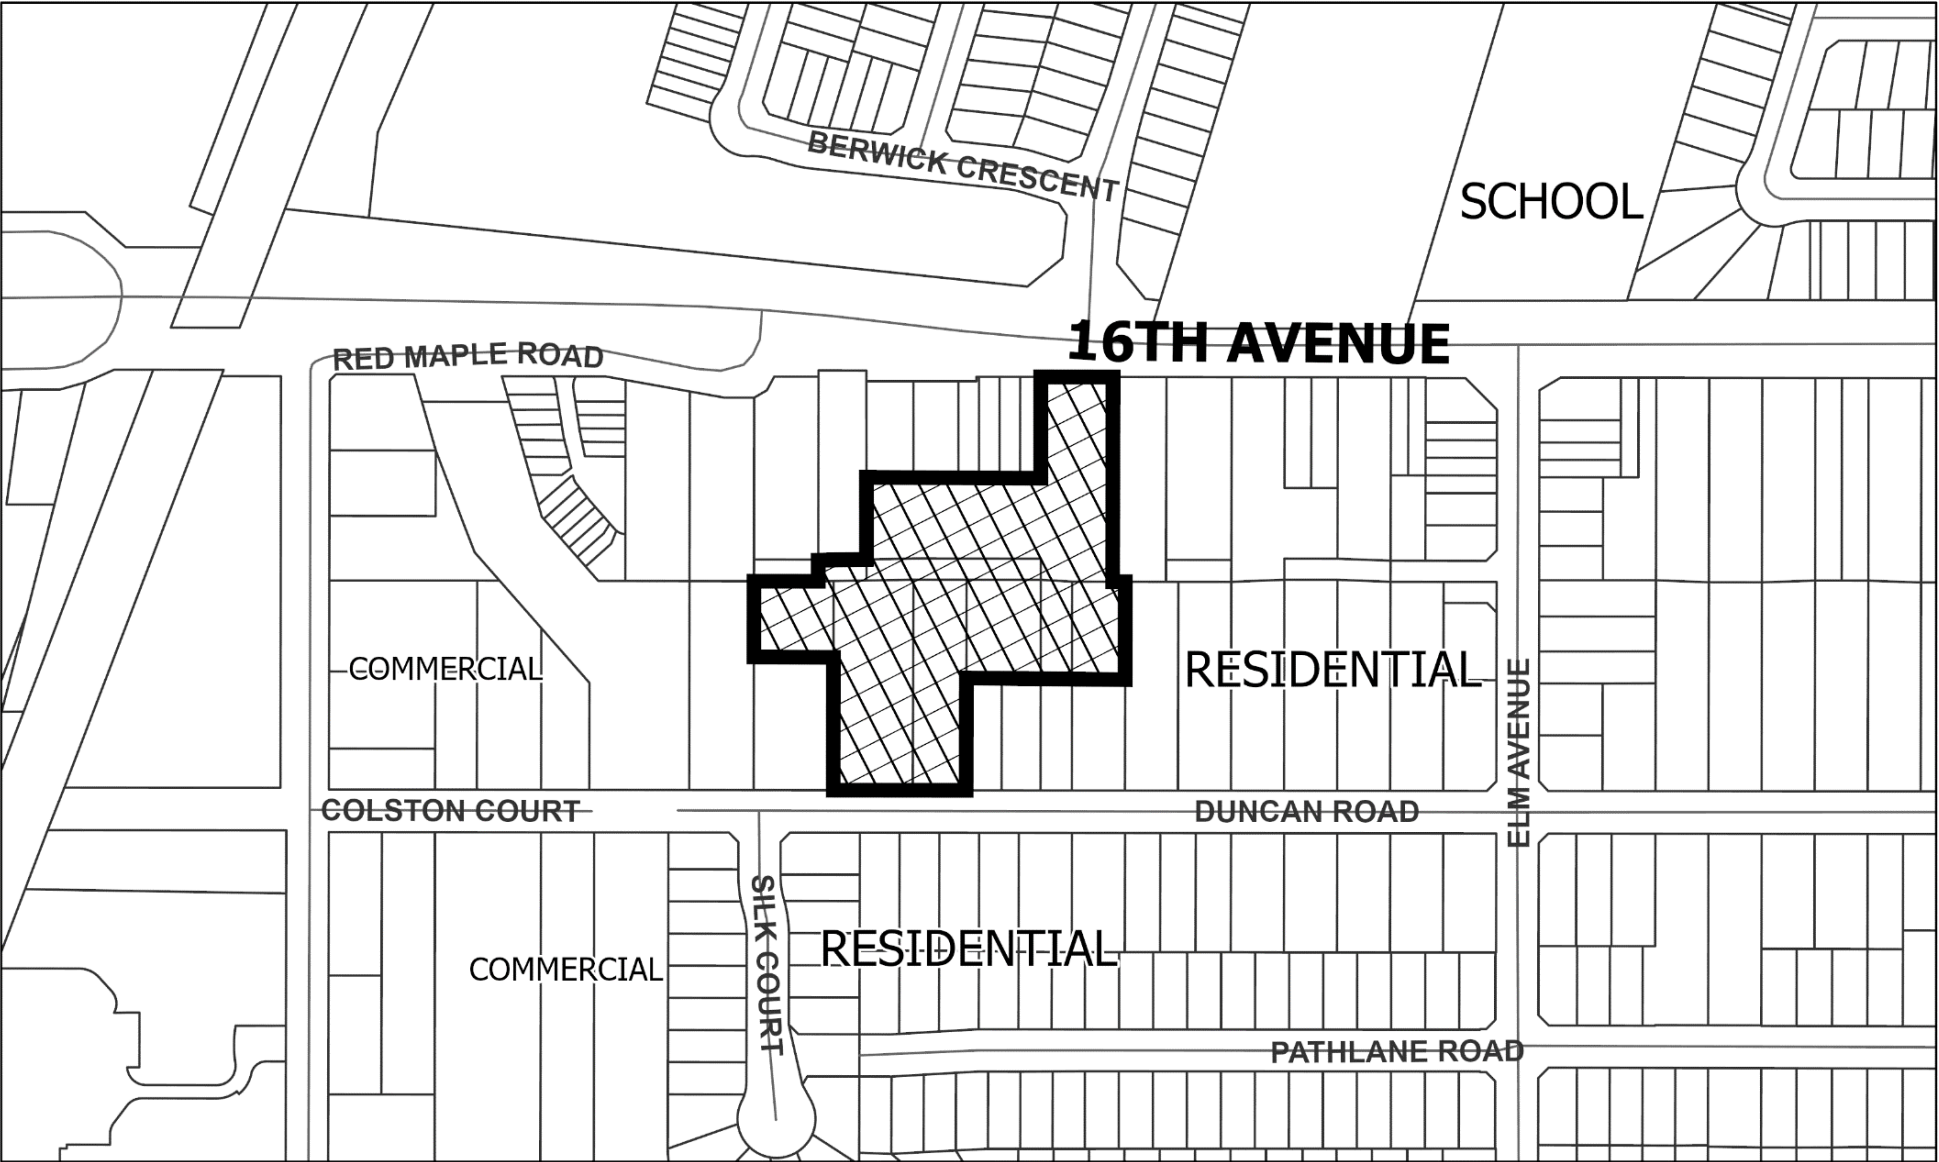 BERWICK CRESCENT
SCHOOL
16TH AVENUE
RED MAPLE ROAD
COMMERCIAL
RESIDENTIAL
ELM AVENUE
COLSTON COURT
DUNCAN ROAD
SILK COURT
RESIDENTIAL
COMMERCIAL
PATHLANE ROAD